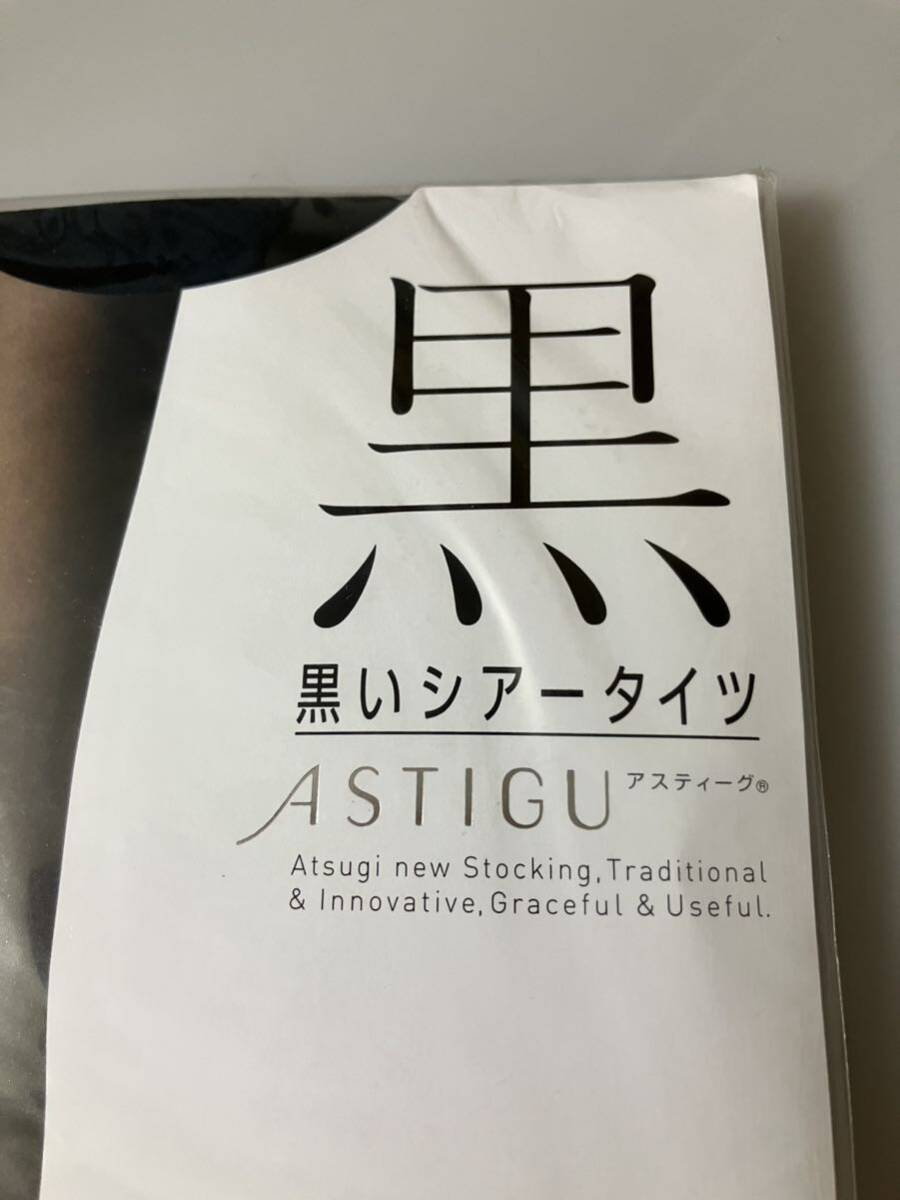 黒
黒いシアータイツ
ASTIGU アスティーグ®
Atsugi new Stocking,Traditional
& Innovative,Graceful & Useful.